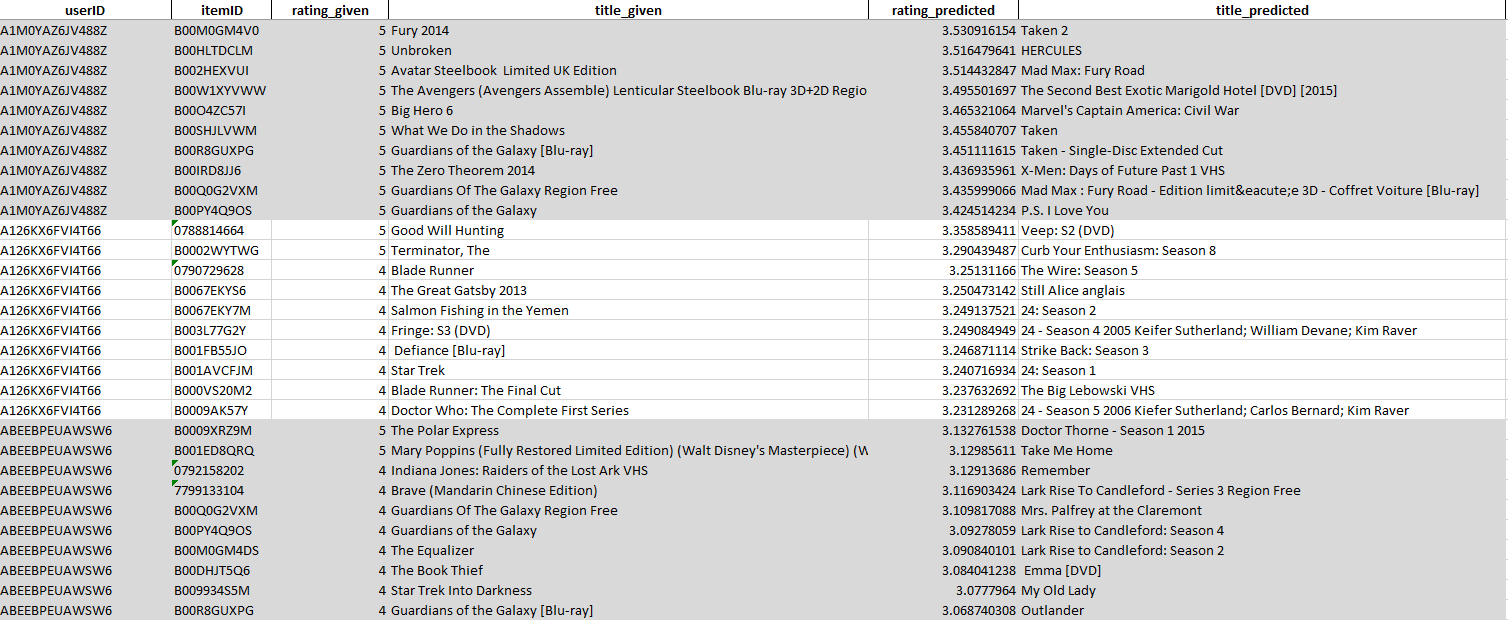 userID itemID rating_given title_given rating_predicted title_predicted
A1M0YAZ6JV488Z B00M0GM4V0 5 Fury 2014 3.530916154 Taken 2
A1M0YAZ6JV488Z B00HLTDCLM 5 Unbroken 3.516479641 HERCULES
A1M0YAZ6JV488Z B002HEXVUI 5 Avatar Steelbook  Limited UK Edition 3.514432847 Mad Max: Fury Road
A1M0YAZ6JV488Z B00W1XYVWW 5 The Avengers (Avengers Assemble) Lenticular Steelbook Blu-ray 3D+2D Regio 3.495501697 The Second Best Exotic Marigold Hotel [DVD] [2015]
A1M0YAZ6JV488Z B00O4ZC57I 5 Big Hero 6 3.465321064 Marvel's Captain America: Civil War
A1M0YAZ6JV488Z B00SHJLVWM 5 What We Do in the Shadows 3.455840707 Taken
A1M0YAZ6JV488Z B00R8GUXPG 5 Guardians of the Galaxy [Blu-ray] 3.451111615 Taken - Single-Disc Extended Cut
A1M0YAZ6JV488Z B00IRD8JJ6 5 The Zero Theorem 2014 3.436935961 X-Men: Days of Future Past 1 VHS
A1M0YAZ6JV488Z B00Q0G2VXM 5 Guardians Of The Galaxy Region Free 3.435999066 Mad Max : Fury Road - Edition limit&eacute;e 3D - Coffret Voiture [Blu-ray]
A1M0YAZ6JV488Z B00PY4Q9OS 5 Guardians of the Galaxy 3.424514234 P.S. I Love You
A126KX6FVI4T66 0788814664 5 Good Will Hunting 3.358589411 Veep: S2 (DVD)
A126KX6FVI4T66 B0002WYTWG 5 Terminator, The 3.290439487 Curb Your Enthusiasm: Season 8
A126KX6FVI4T66 0790729628 4 Blade Runner 3.25131166 The Wire: Season 5
A126KX6FVI4T66 B0067EKYS6 4 The Great Gatsby 2013 3.250473142 Still Alice anglais
A126KX6FVI4T66 B0067EKY7M 4 Salmon Fishing in the Yemen 3.249137521 24: Season 2
A126KX6FVI4T66 B003L77G2Y 4 Fringe: S3 (DVD) 3.249084949 24 - Season 4 2005 Keifer Sutherland; William Devane; Kim Raver
A126KX6FVI4T66 B001FB55JO 4 Defiance [Blu-ray] 3.246871114 Strike Back: Season 3
A126KX6FVI4T66 B001AVCFJM 4 Star Trek 3.240716934 24: Season 1
A126KX6FVI4T66 B000VS20M2 4 Blade Runner: The Final Cut 3.237632692 The Big Lebowski VHS
A126KX6FVI4T66 B0009AK57Y 4 Doctor Who: The Complete First Series 3.231289268 24 - Season 5 2006 Kiefer Sutherland; Carlos Bernard; Kim Raver
ABEEBPEUAWSW6 B0009XRZ9M 5 The Polar Express 3.132761538 Doctor Thorne - Season 1 2015
ABEEBPEUAWSW6 B001ED8QRQ 5 Mary Poppins (Fully Restored Limited Edition) (Walt Disney's Masterpiece) (W 3.12985611 Take Me Home
ABEEBPEUAWSW6 0792158202 4 Indiana Jones: Raiders of the Lost Ark VHS 3.12913686 Remember
ABEEBPEUAWSW6 7799133104 4 Brave (Mandarin Chinese Edition) 3.116903424 Lark Rise To Candleford - Series 3 Region Free
ABEEBPEUAWSW6 B00Q0G2VXM 4 Guardians Of The Galaxy Region Free 3.109817088 Mrs. Palfrey at the Claremont
ABEEBPEUAWSW6 B00PY4Q9OS 4 Guardians of the Galaxy 3.09278059 Lark Rise to Candleford: Season 4
ABEEBPEUAWSW6 B00M0GM4DS 4 The Equalizer 3.090840101 Lark Rise to Candleford: Season 2
ABEEBPEUAWSW6 B00DHJT5Q6 4 The Book Thief 3.084041238 Emma [DVD]
ABEEBPEUAWSW6 B009934S5M 4 Star Trek Into Darkness 3.0777964 My Old Lady
ABEEBPEUAWSW6 B00R8GUXPG 4 Guardians of the Galaxy [Blu-ray] 3.068740308 Outlander